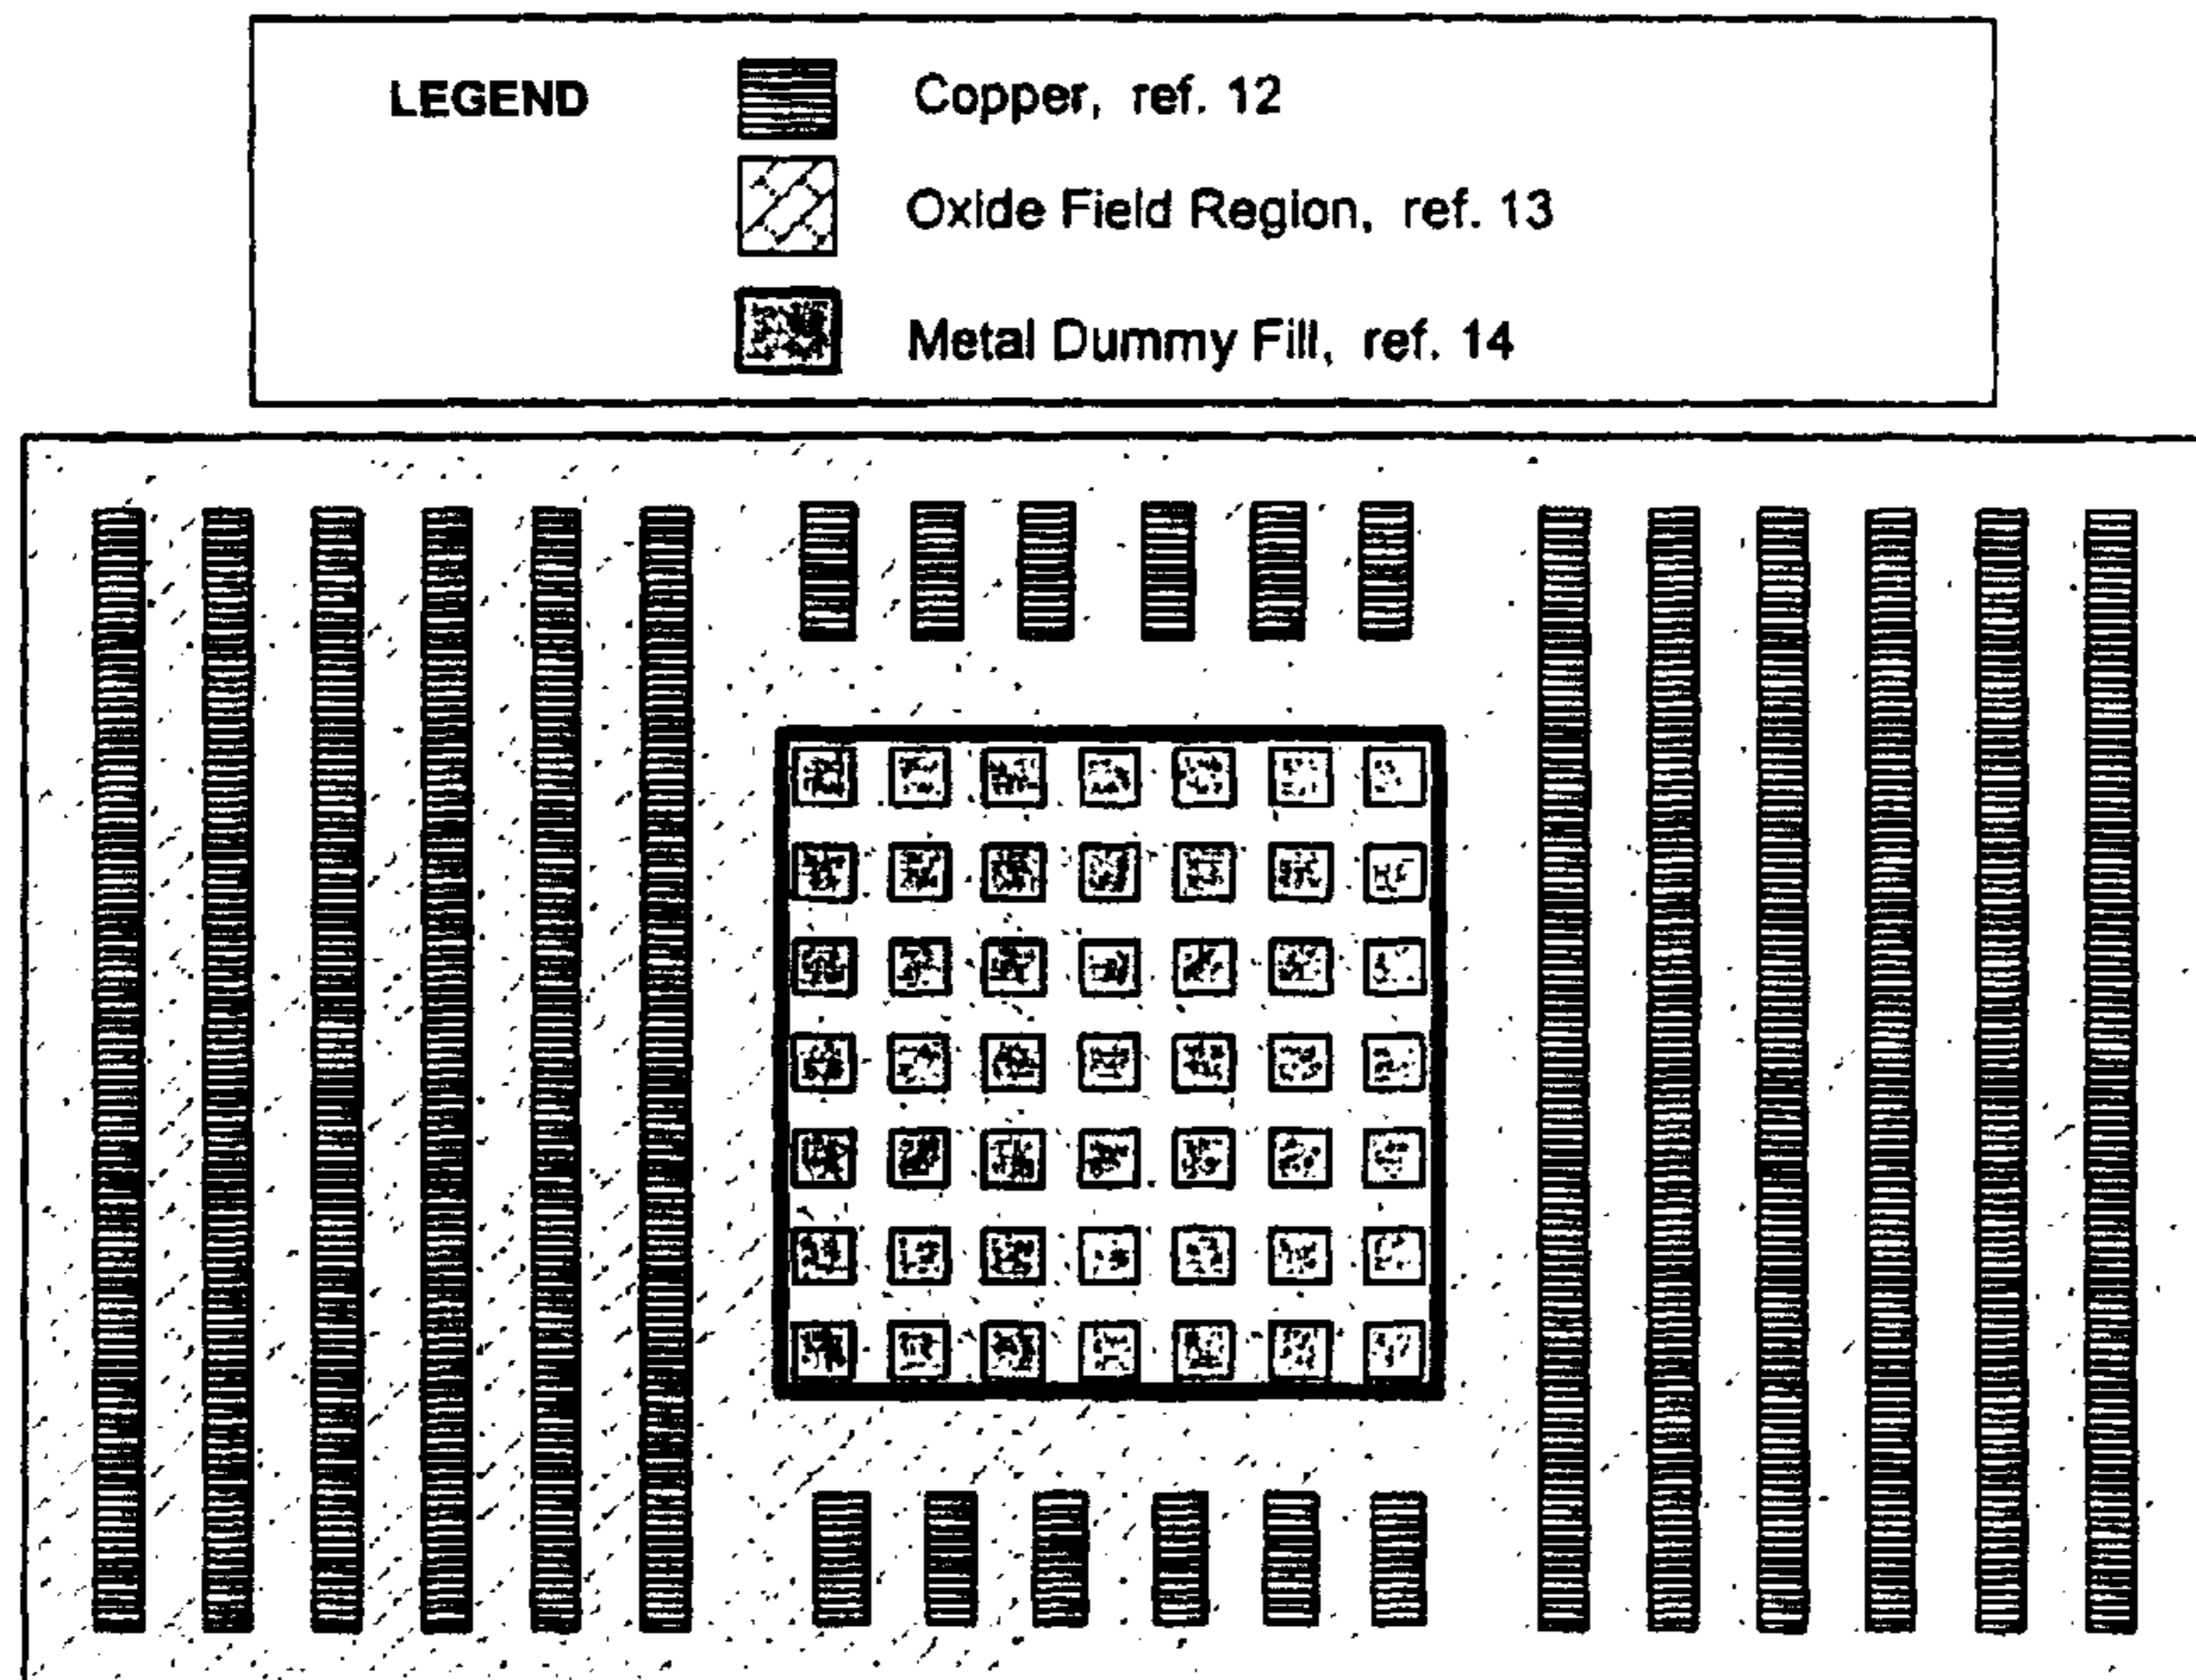 LEGEND
Copper, ref. 12
Oxide Field Region, ref. 13
Metal Dummy Fill, ref. 14